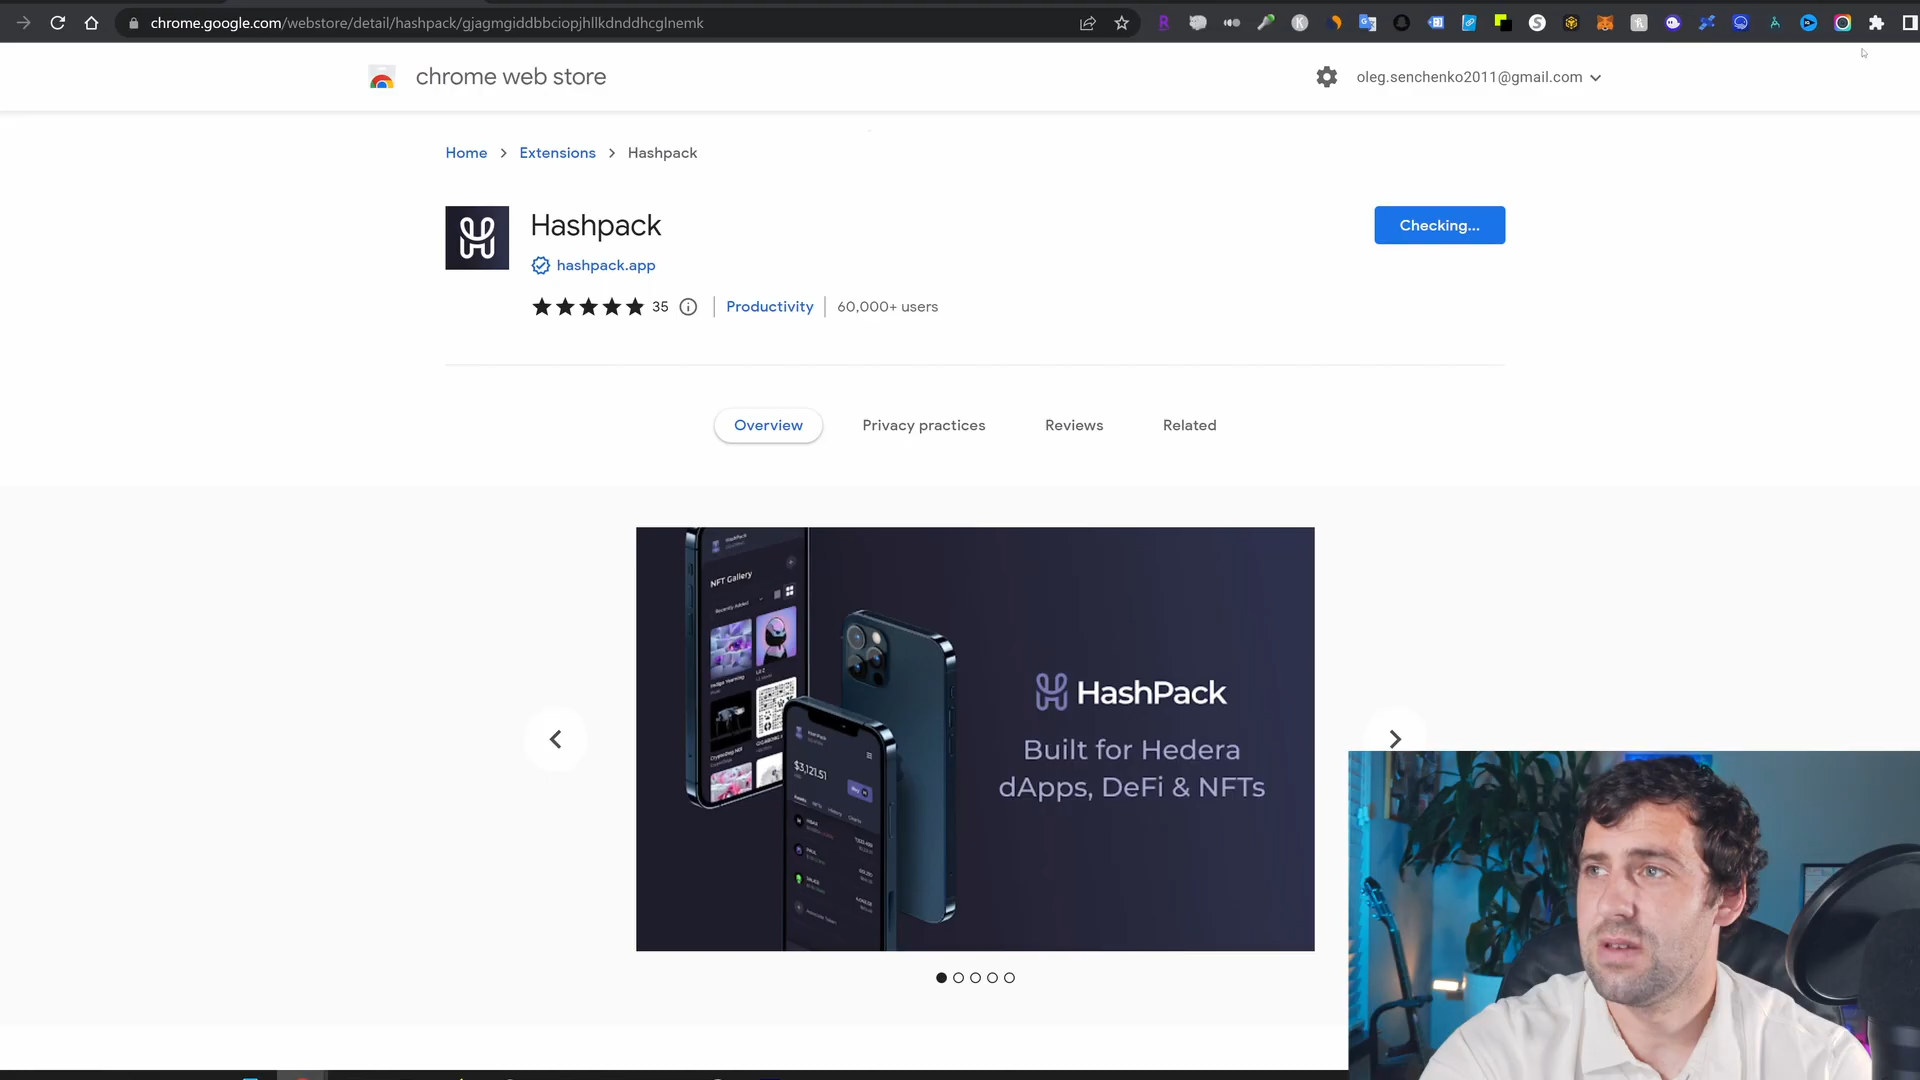 chrome.google.com/webstore/detail/hashpack/gjagmgiddbbciopjhllkdnddhcglnemk
chrome web store
oleg.senchenko2011@gmail.com
Home > Extensions > Hashpack
Hashpack
Checking...
hashpack.app
35
Productivity
60,000+ users
Overview
Privacy practices
Reviews
Related
NFT Gallery
Recently Added
$3,121.51
HashPack
Built for Hedera
dApps, DeFi & NFTs